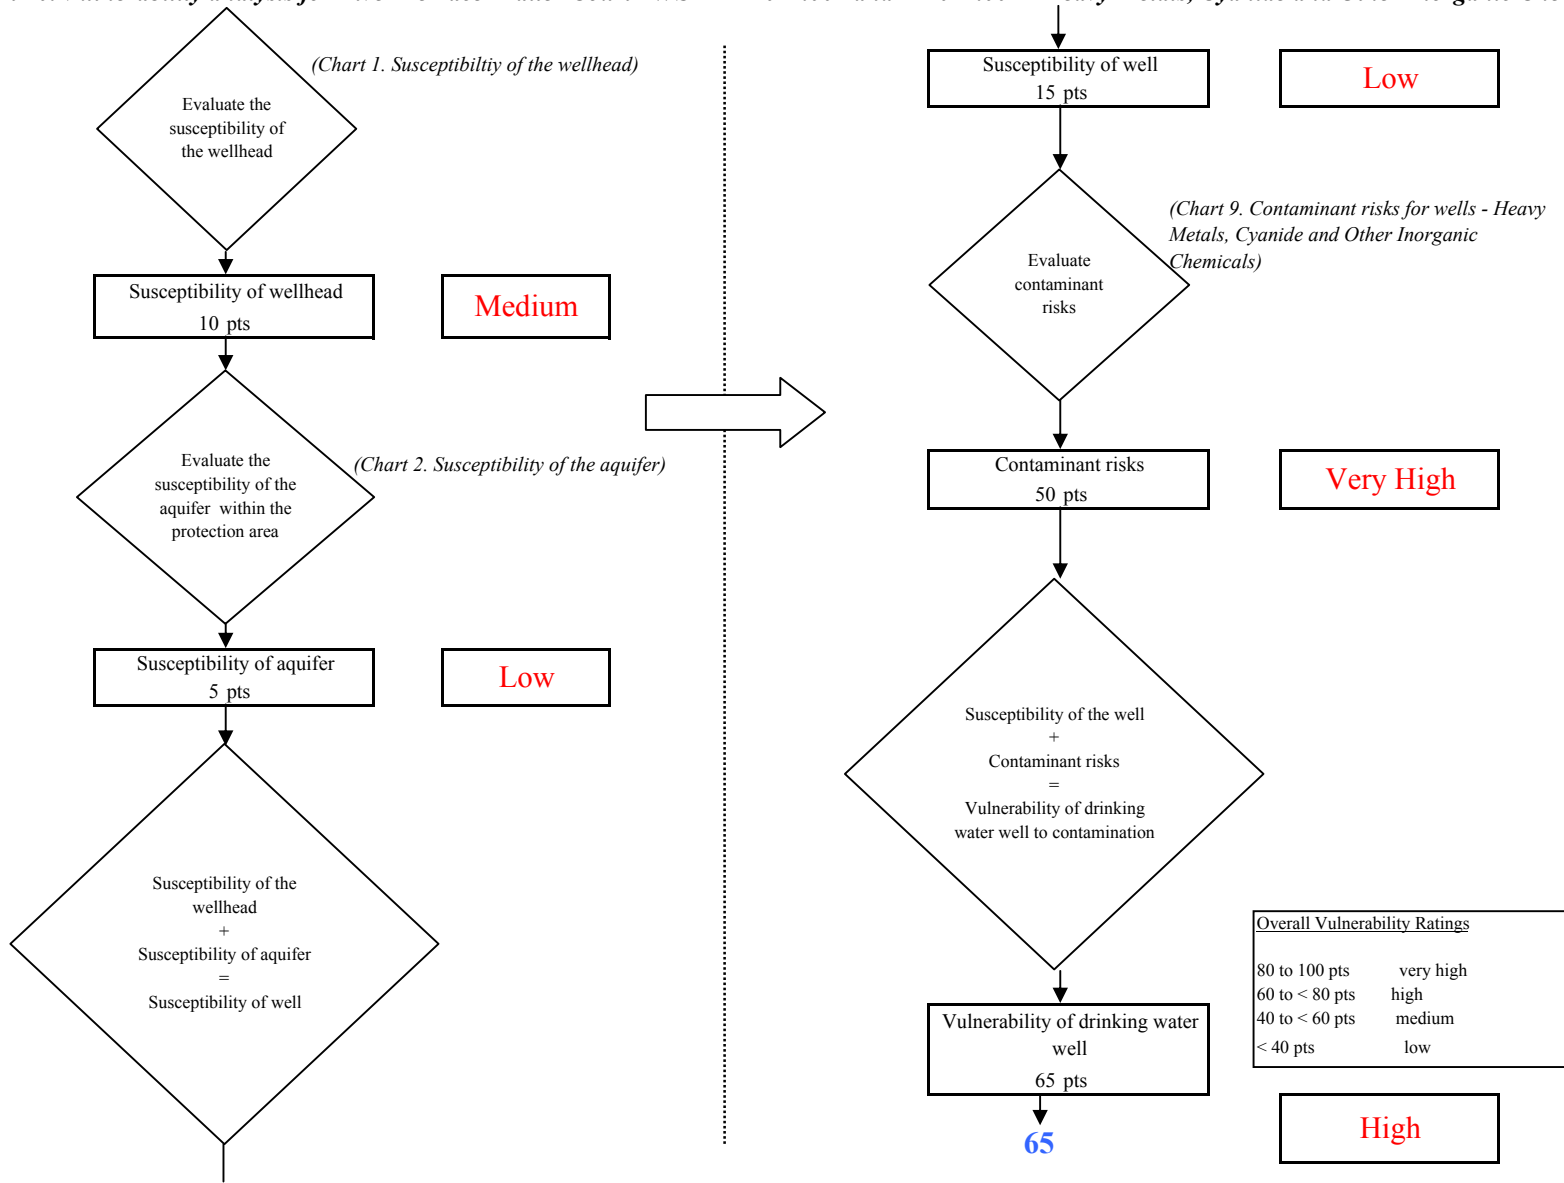 (Chart 1. Susceptibiltiy of the wellhead)
Evaluate the
susceptibility of
the wellhead
Susceptibility of wellhead
10 pts
Medium
Evaluate the
susceptibility of the
aquifer within the
protection area
(Chart 2. Susceptibility of the aquifer)
Susceptibility of aquifer
5 pts
Low
Susceptibility of the
wellhead
+
Susceptibility of aquifer
=
Susceptibility of well
Susceptibility of well
15 pts
Low
(Chart 9. Contaminant risks for wells - Heavy
Metals, Cyanide and Other Inorganic
Chemicals)
Evaluate
contaminant
risks
Contaminant risks
50 pts
Very High
Susceptibility of the well
+
Contaminant risks
=
Vulnerability of drinking
water well to contamination
Overall Vulnerability Ratings
80 to 100 pts very high
60 to < 80 pts high
40 to < 60 pts medium
< 40 pts low
Vulnerability of drinking water
well
65 pts
65
High